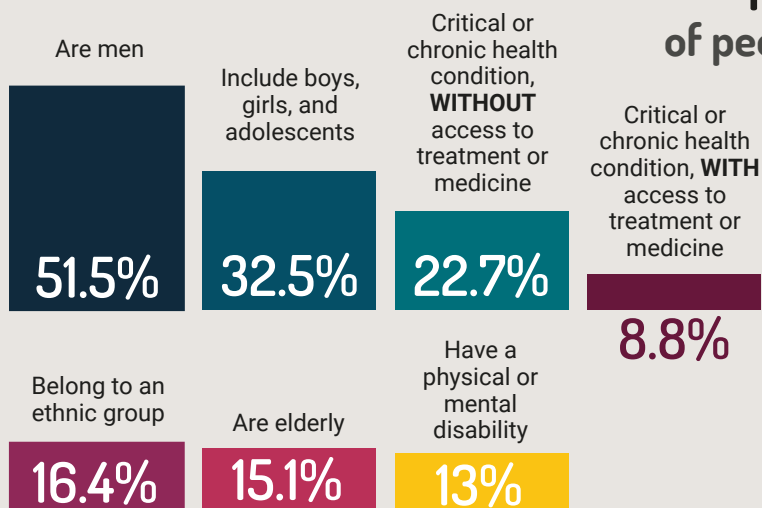 of
Are men
51.5%
Include boys,
girls, and
adolescents
32.5%
Critical or
chronic health
condition,
WITHOUT
access to
treatment or
medicine
22.7%
Critical or
chronic health
condition, WITH
access to
treatment or
medicine
8.8%
Belong to an
ethnic group
16.4%
Are elderly
15.1%
Have a
physical or
mental
disability
13%